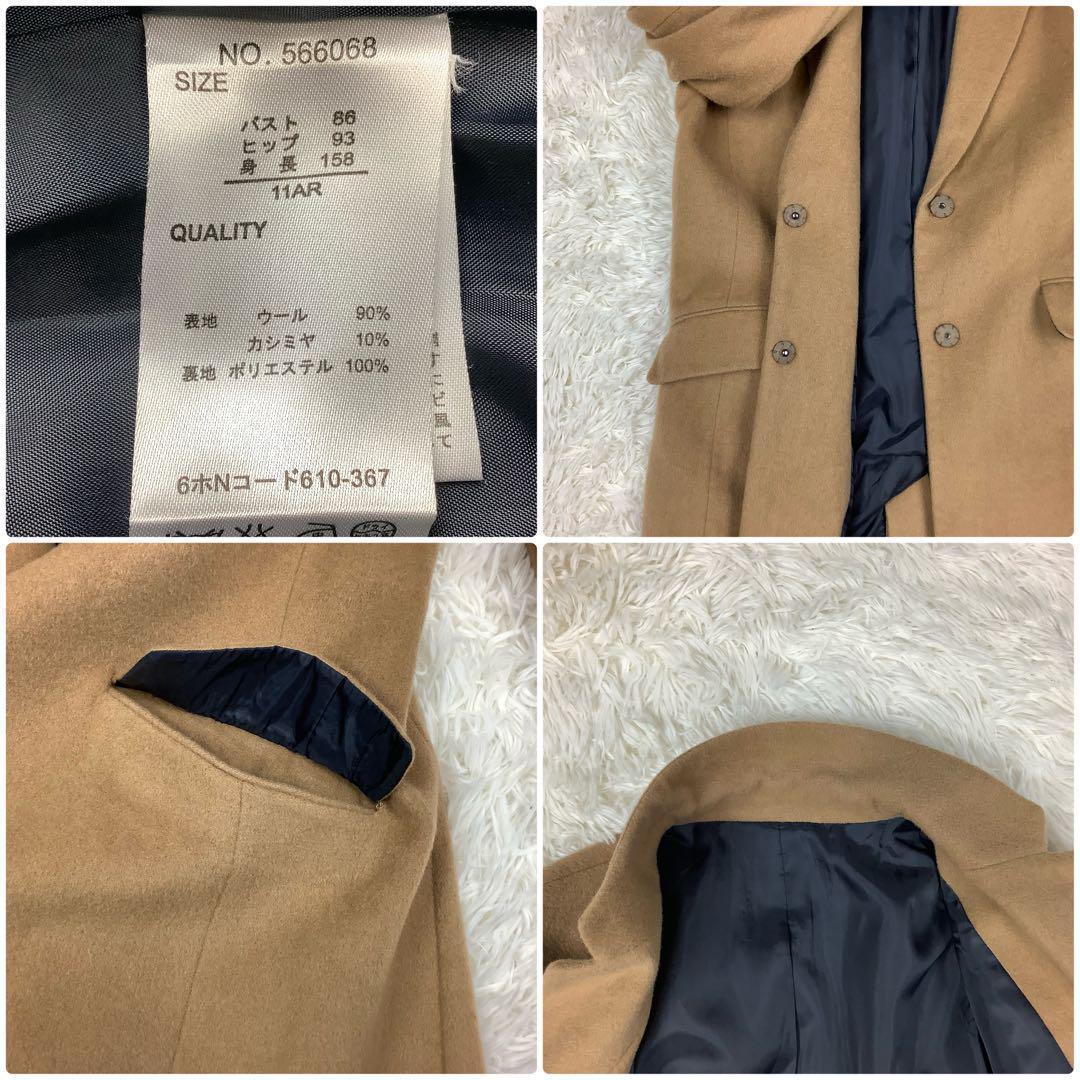 NO. 566068
SIZE
バスト 86
ヒップ 93
身長 158
11AR
QUALITY
表地 ウール 90%
カシミヤ 10%
裏地 ポリエステル 100%
6ホNコード610-367